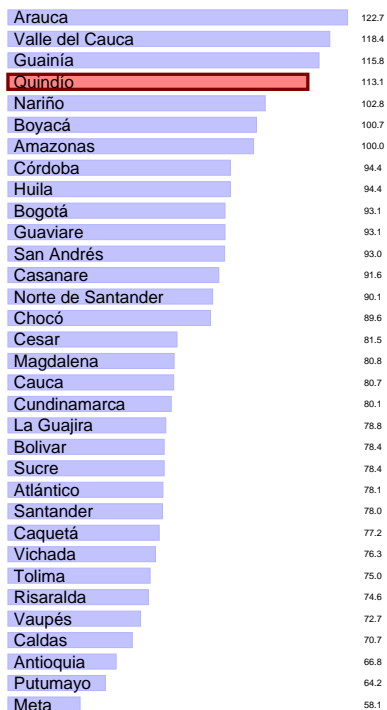 Arauca 122.7
Valle del Cauca 118.4
Guainía 115.8
Quindío 113.1
Nariño 102.8
Boyacá 100.7
Amazonas 100.0
Córdoba 94.4
Huila 94.4
Bogotá 93.1
Guaviare 93.1
San Andrés 93.0
Casanare 91.6
Norte de Santander 90.1
Chocó 89.6
Cesar 81.5
Magdalena 80.8
Cauca 80.7
Cundinamarca 80.1
La Guajira 78.8
Bolivar 78.4
Sucre 78.4
Atlántico 78.1
Santander 78.0
Caquetá 77.2
Vichada 76.3
Tolima 75.0
Risaralda 74.6
Vaupés 72.7
Caldas 70.7
Antioquia 66.8
Putumayo 64.2
Meta 58.1